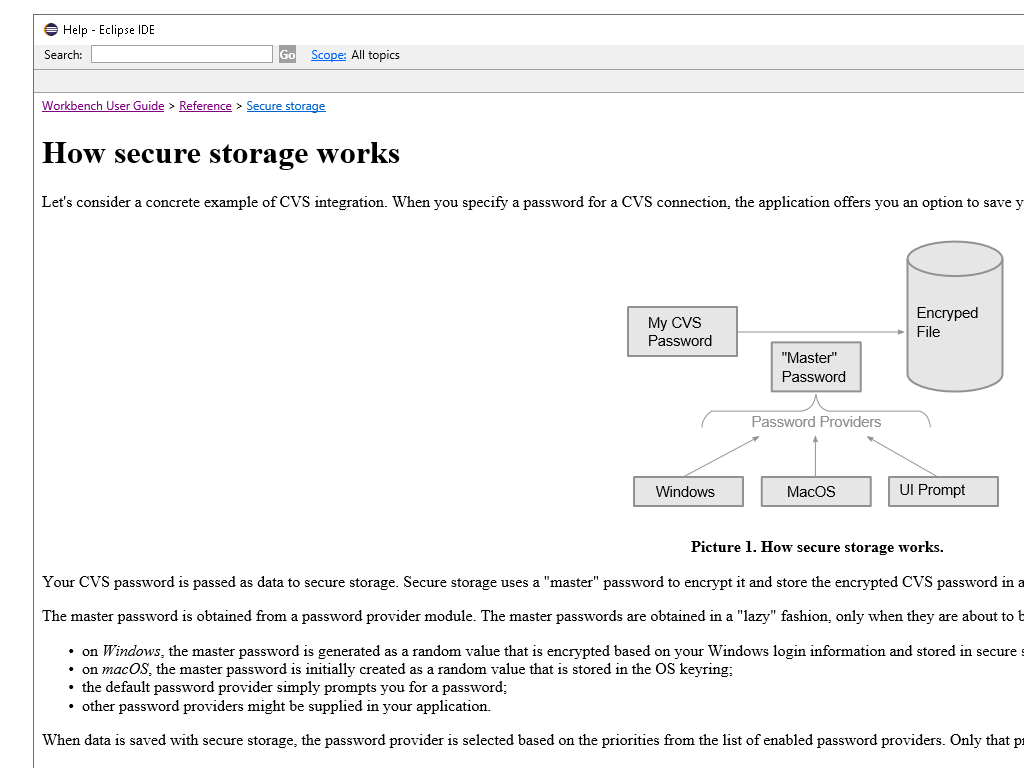 Help - Eclipse IDE
Search:
Go
Scope: All topics
Workbench User Guide > Reference > Secure storage
How secure storage works
Let's consider a concrete example of CVS integration. When you specify a password for a CVS connection, the application offers you an option to save y
My CVS
Password
Encryped
File
"Master"
Password
Password Providers
Windows
MacOS
UI Prompt
Picture 1. How secure storage works.
Your CVS password is passed as data to secure storage. Secure storage uses a "master" password to encrypt it and store the encrypted CVS password in a
The master password is obtained from a password provider module. The master passwords are obtained in a "lazy" fashion, only when they are about to b
• on Windows, the master password is generated as a random value that is encrypted based on your Windows login information and stored in secure s
• on macOS, the master password is initially created as a random value that is stored in the OS keyring;
• the default password provider simply prompts you for a password;
• other password providers might be supplied in your application.
When data is saved with secure storage, the password provider is selected based on the priorities from the list of enabled password providers. Only that pr